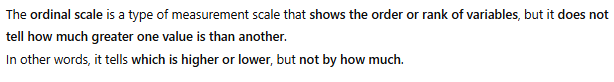 The ordinal scale is a type of measurement scale that shows the order or rank of variables, but it does not
tell how much greater one value is than another.
In other words, it tells which is higher or lower, but not by how much.